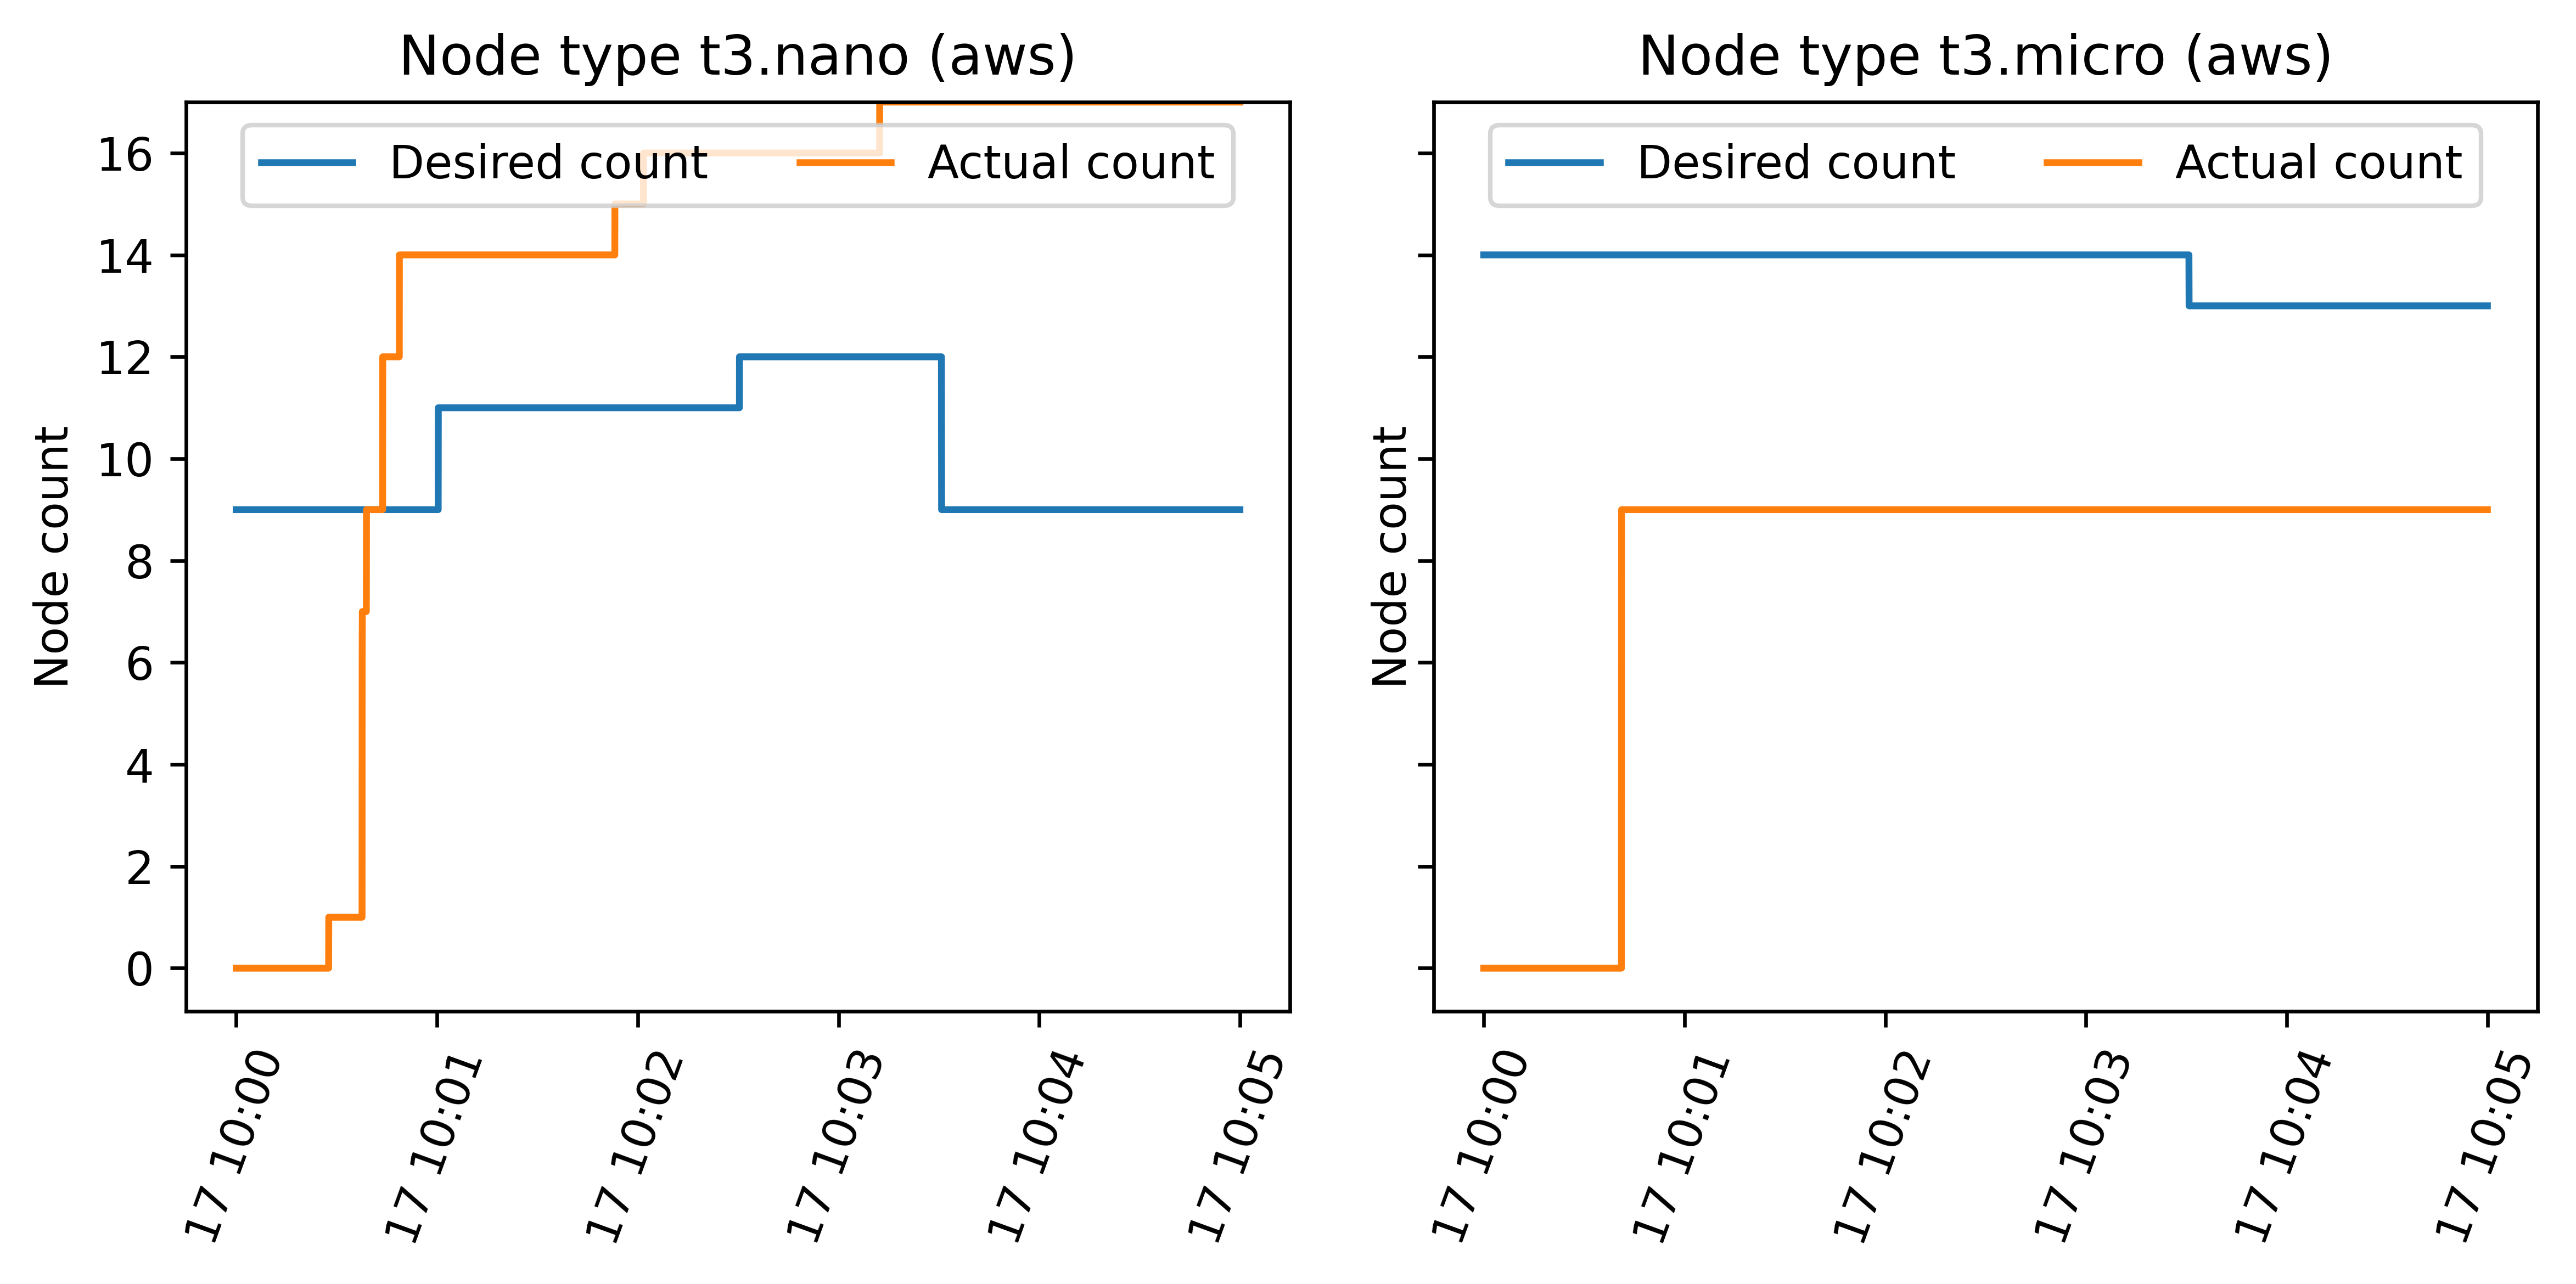 Node type t3.nano (aws)
Desired count
Actual count
Node count
16
14
12
10
8
6
4
2
0
17 10:00
17 10:01
17 10:02
17 10:03
17 10:04
17 10:05
Node type t3.micro (aws)
Desired count
Actual count
Node count
17 10:00
17 10:01
17 10:02
17 10:03
17 10:04
17 10:05